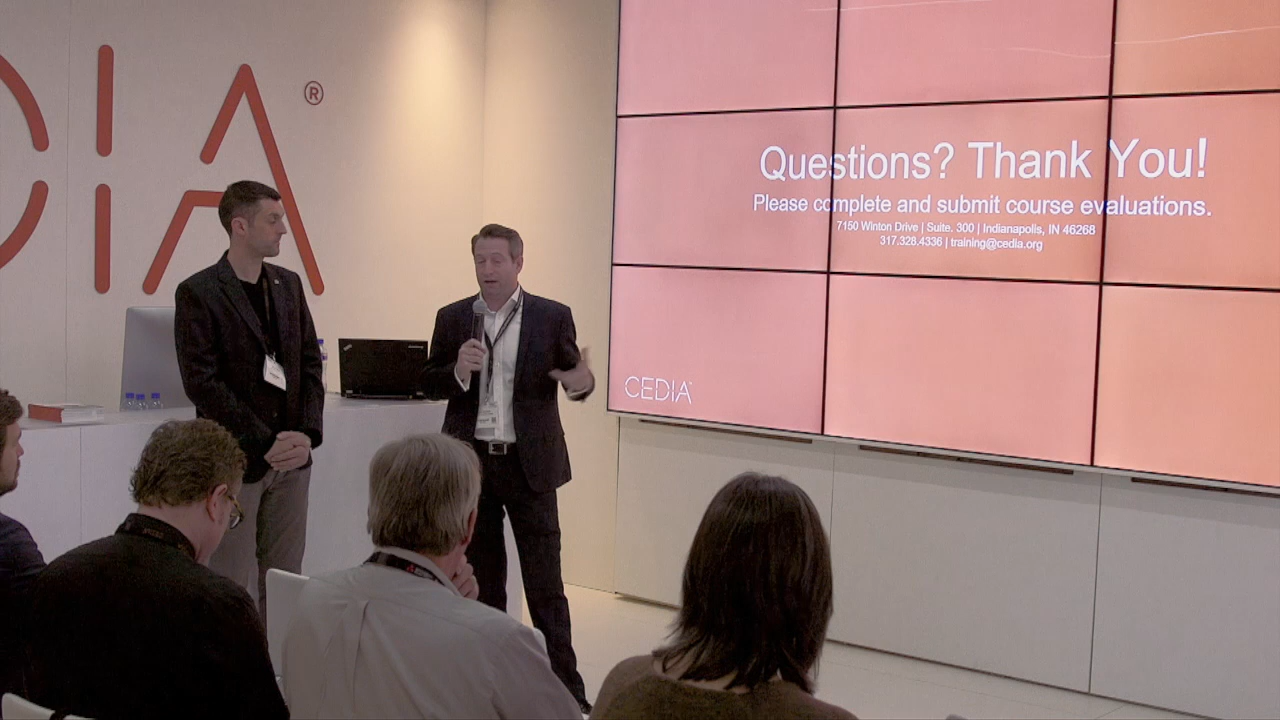 EDIA®
Questions? Thank You!
Please complete and submit course evaluations.
7150 Winton Drive | Suite. 300 | Indianapolis, IN 46268
317.328.4336 | training@cedia.org
CEDIA